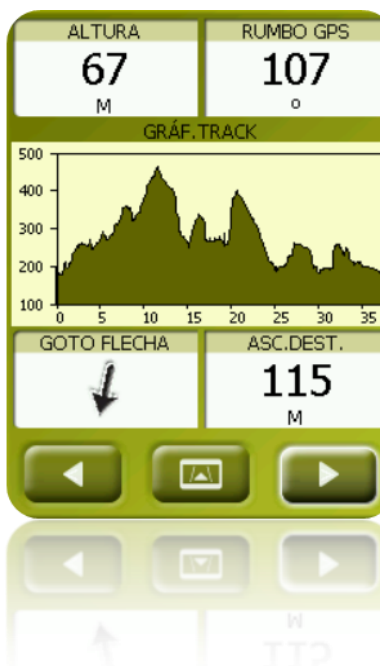 ALTURA
RUMBO GPS
67
107
M
°
GRÁF.TRACK
500
400
300
200
100
0 5 10 15 20 25 30 35
GOTO FLECHA
ASC.DEST.
115
M